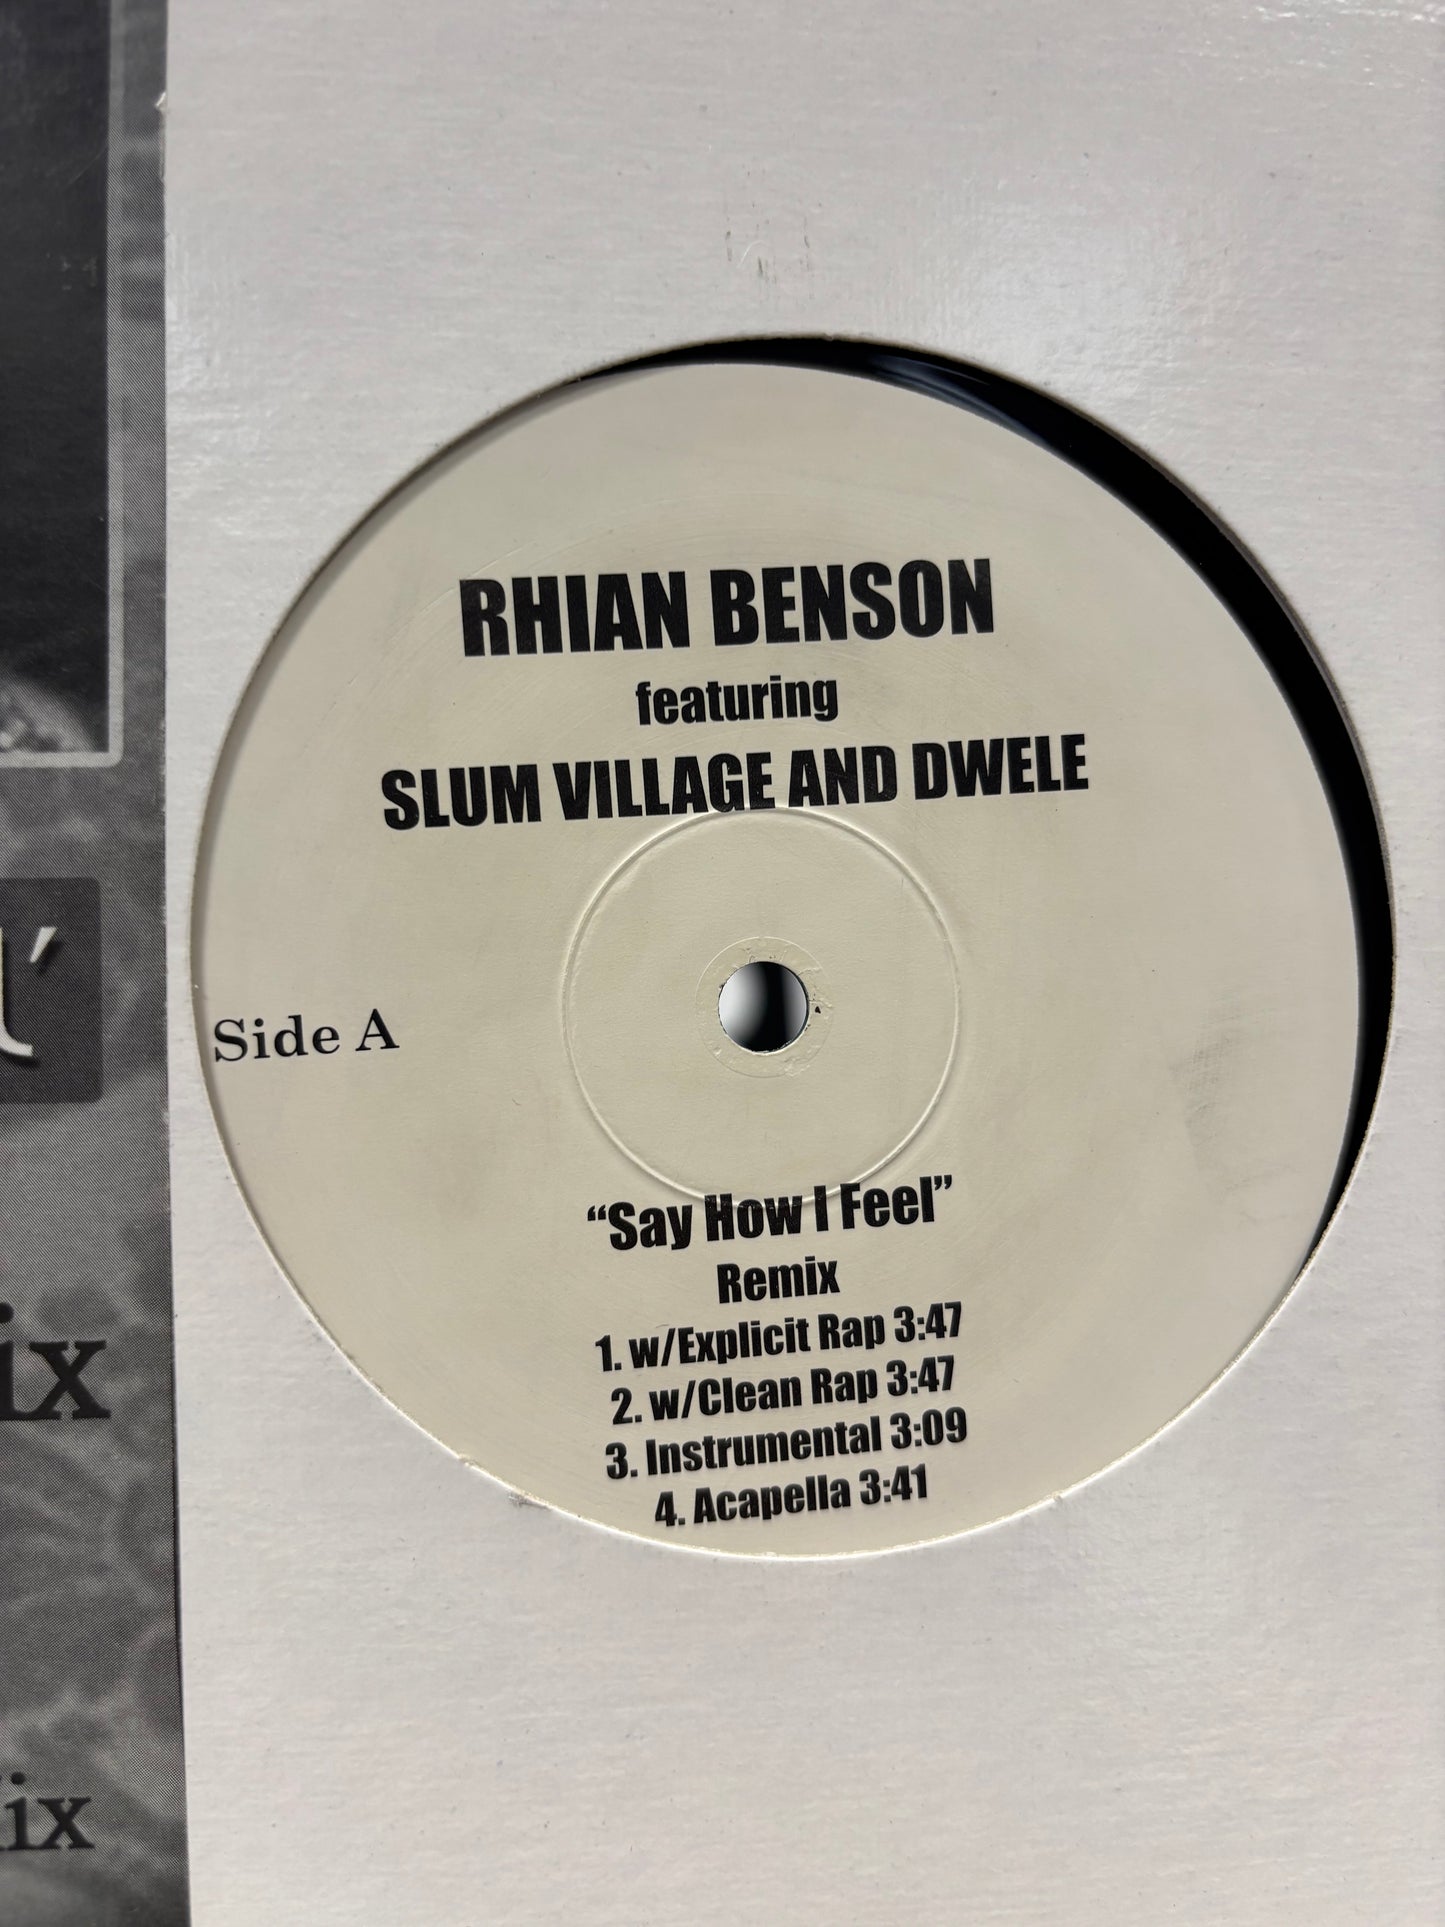 RHIAN BENSON
featuring
SLUM VILLAGE AND DWELE
Side A
“Say How I Feel”
Remix
1. w/Explicit Rap 3:47
2. w/Clean Rap 3:47
3. Instrumental 3:09
4. Acapella 3:41